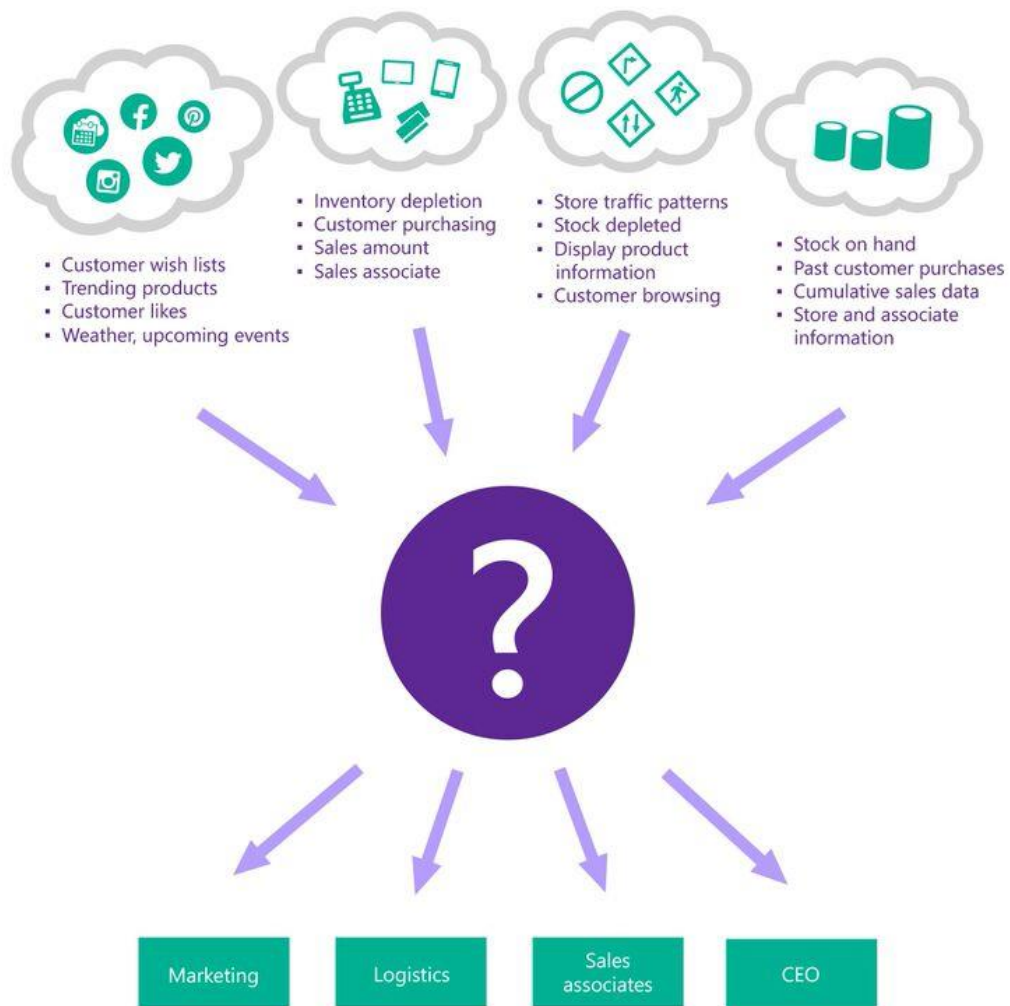 ▪ Customer wish lists
▪ Trending products
▪ Customer likes
▪ Weather, upcoming events
▪ Inventory depletion
▪ Customer purchasing
▪ Sales amount
▪ Sales associate
▪ Store traffic patterns
▪ Stock depleted
▪ Display product
information
▪ Customer browsing
▪ Stock on hand
▪ Past customer purchases
▪ Cumulative sales data
▪ Store and associate
information
?
Marketing
Logistics
Sales
associates
CEO